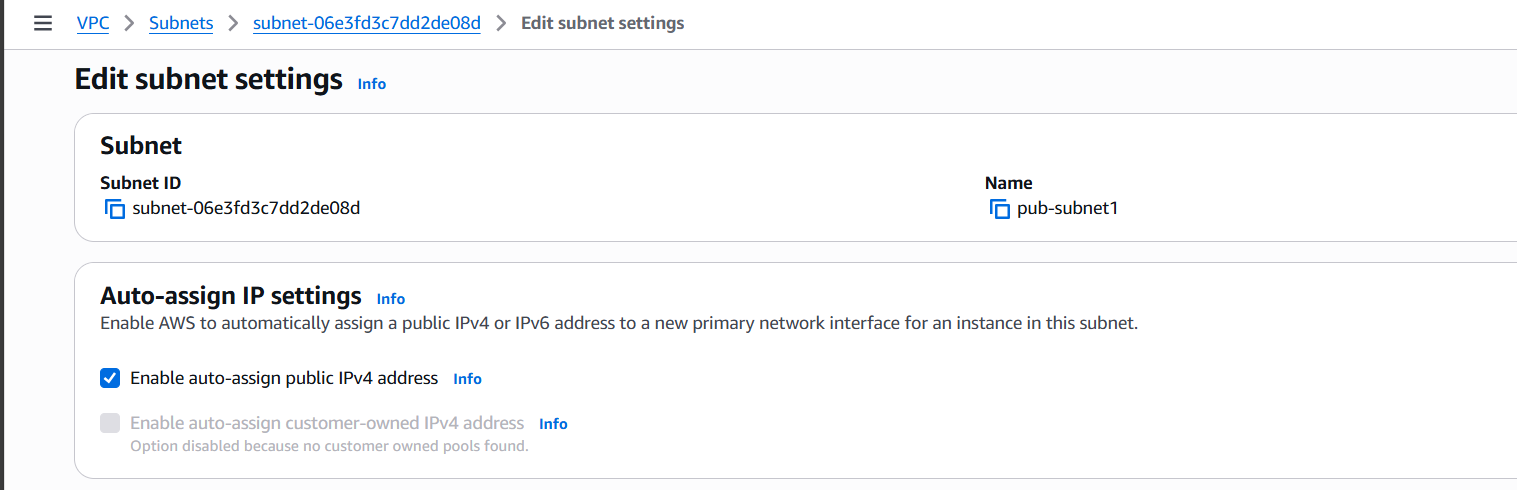 VPC > Subnets > subnet-06e3fd3c7dd2de08d > Edit subnet settings
Edit subnet settings Info
Subnet
Subnet ID
subnet-06e3fd3c7dd2de08d
Name
pub-subnet1
Auto-assign IP settings Info
Enable AWS to automatically assign a public IPv4 or IPv6 address to a new primary network interface for an instance in this subnet.
Enable auto-assign public IPv4 address Info
Enable auto-assign customer-owned IPv4 address Info
Option disabled because no customer owned pools found.